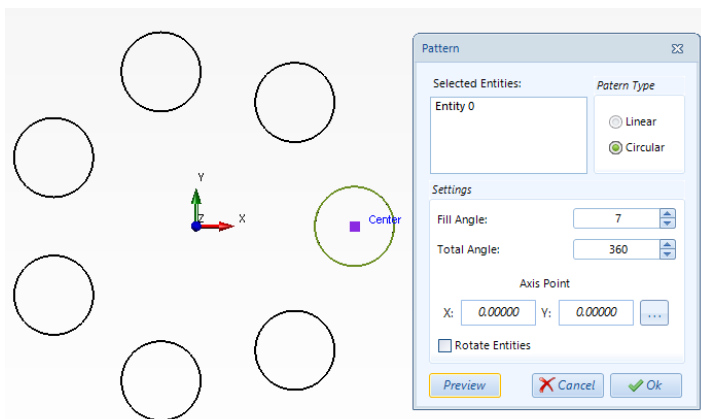 Pattern
Selected Entities:
Patern Type
Entity 0
Linear
Circular
Y
Z
X
Center
Settings
Fill Angle:
7
Total Angle:
360
Axis Point
X: 0.00000 Y: 0.00000 ...
Rotate Entities
Preview
Cancel
Ok